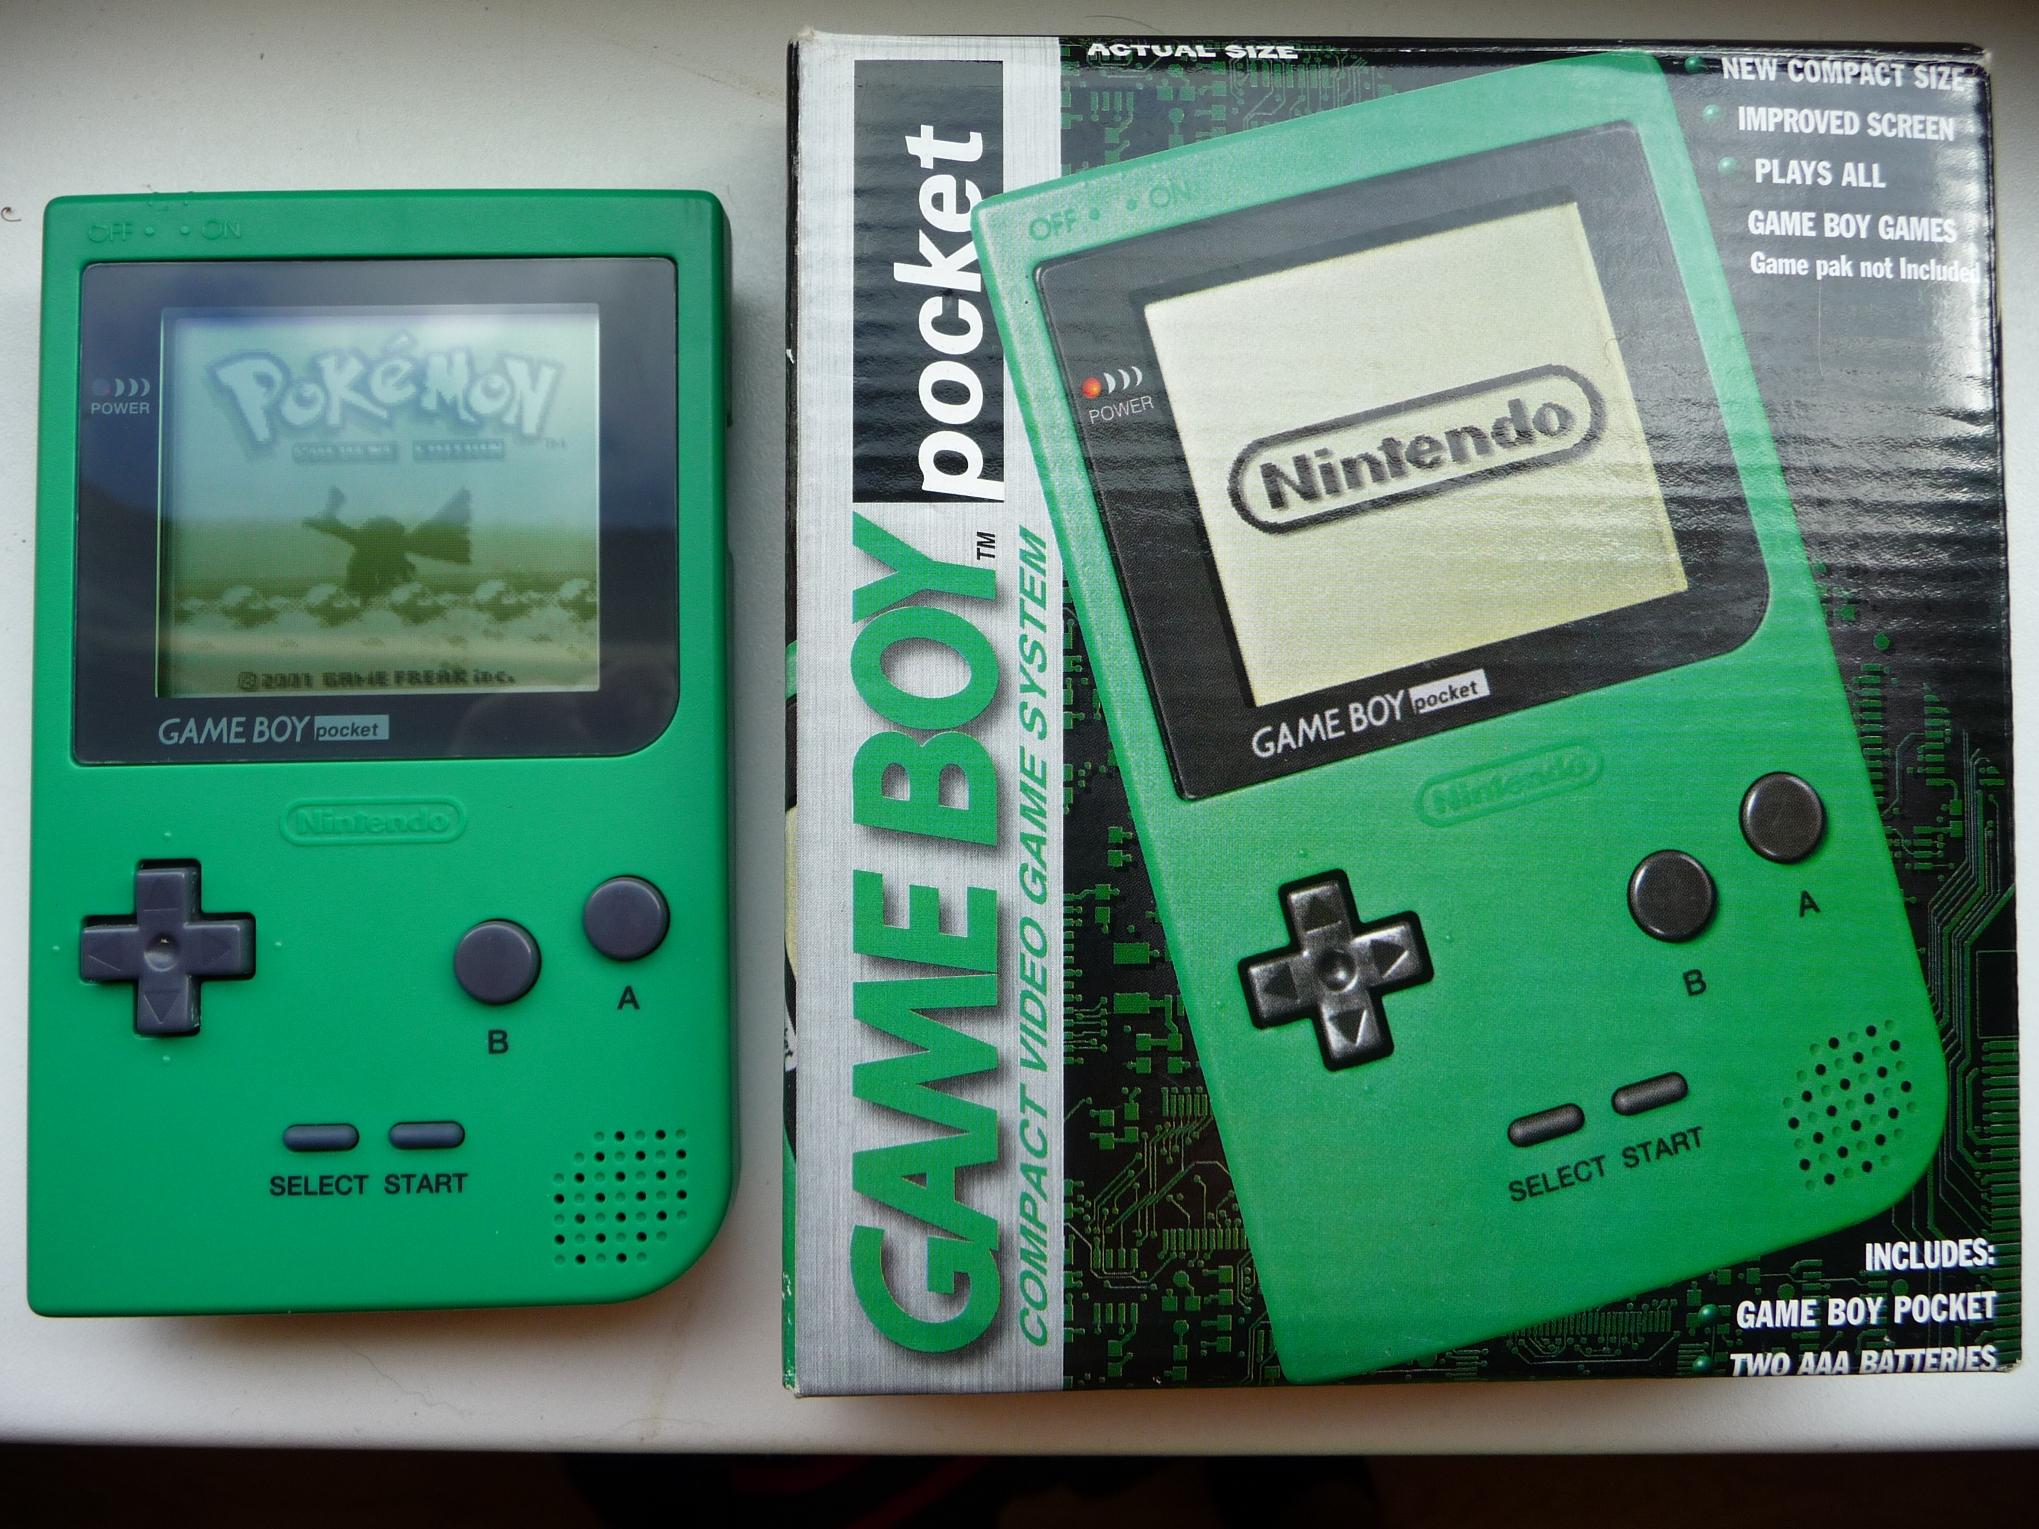 OFF • • ON
POKéMON
TM
POWER
©2001 GAME FREAK inc.
GAME BOY pocket
Nintendo
B
A
SELECT START
ACTUAL SIZE
GAME BOY™ pocket
COMPACT VIDEO GAME SYSTEM
NEW COMPACT SIZE
IMPROVED SCREEN
PLAYS ALL
GAME BOY GAMES
Game pak not Included
OFF • • ON
POWER
Nintendo
GAME BOY pocket
Nintendo
A
B
SELECT START
INCLUDES:
GAME BOY POCKET
TWO AAA BATTERIES